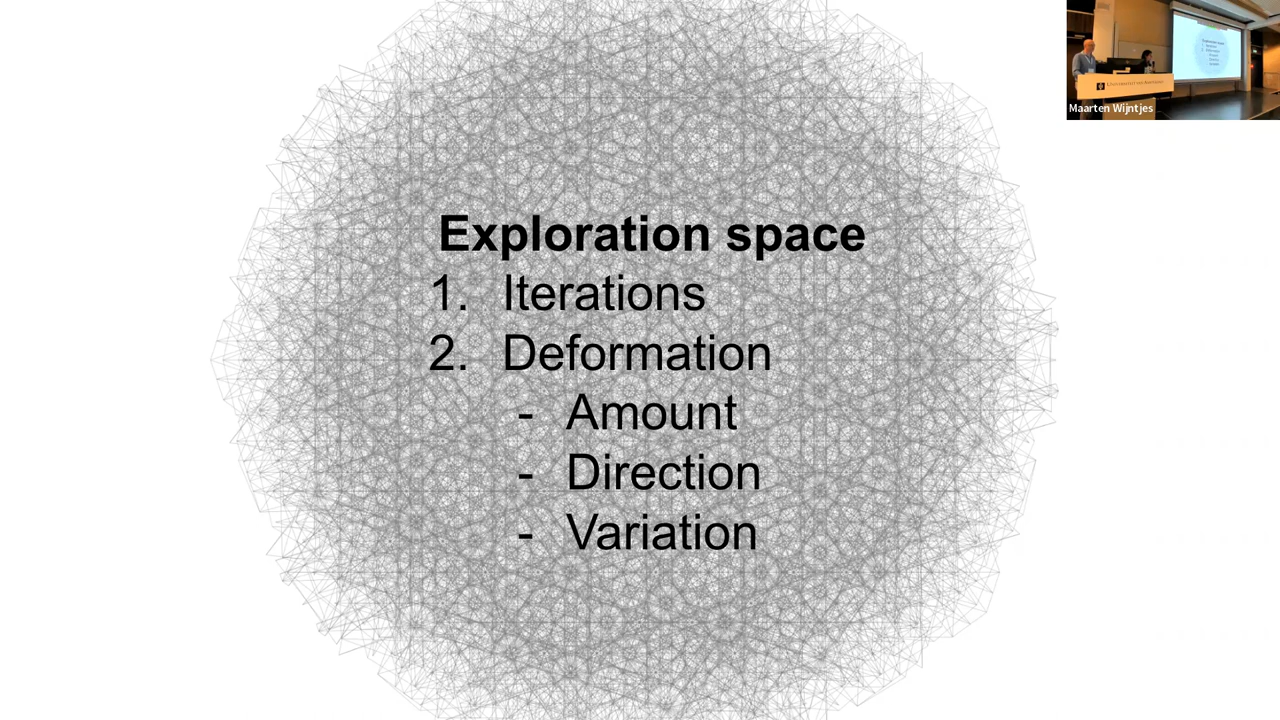 Exploration space
1. Iterations
2. Deformation
- Amount
- Direction
- Variation
Maarten Wijntjes